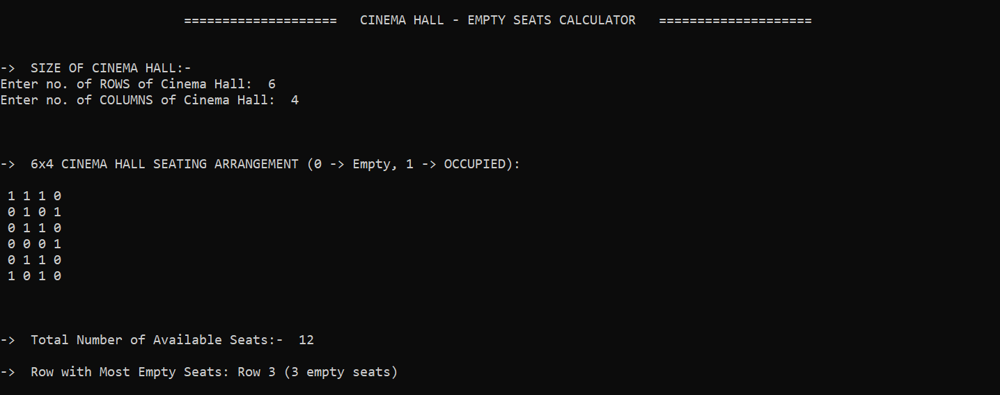 ====================   CINEMA HALL - EMPTY SEATS CALCULATOR   ====================
->  SIZE OF CINEMA HALL:-
Enter no. of ROWS of Cinema Hall:  6
Enter no. of COLUMNS of Cinema Hall:  4
->  6x4 CINEMA HALL SEATING ARRANGEMENT (0 -> Empty, 1 -> OCCUPIED):
1 1 1 0
0 1 0 1
0 1 1 0
0 0 0 1
0 1 1 0
1 0 1 0
->  Total Number of Available Seats:-  12
->  Row with Most Empty Seats: Row 3 (3 empty seats)